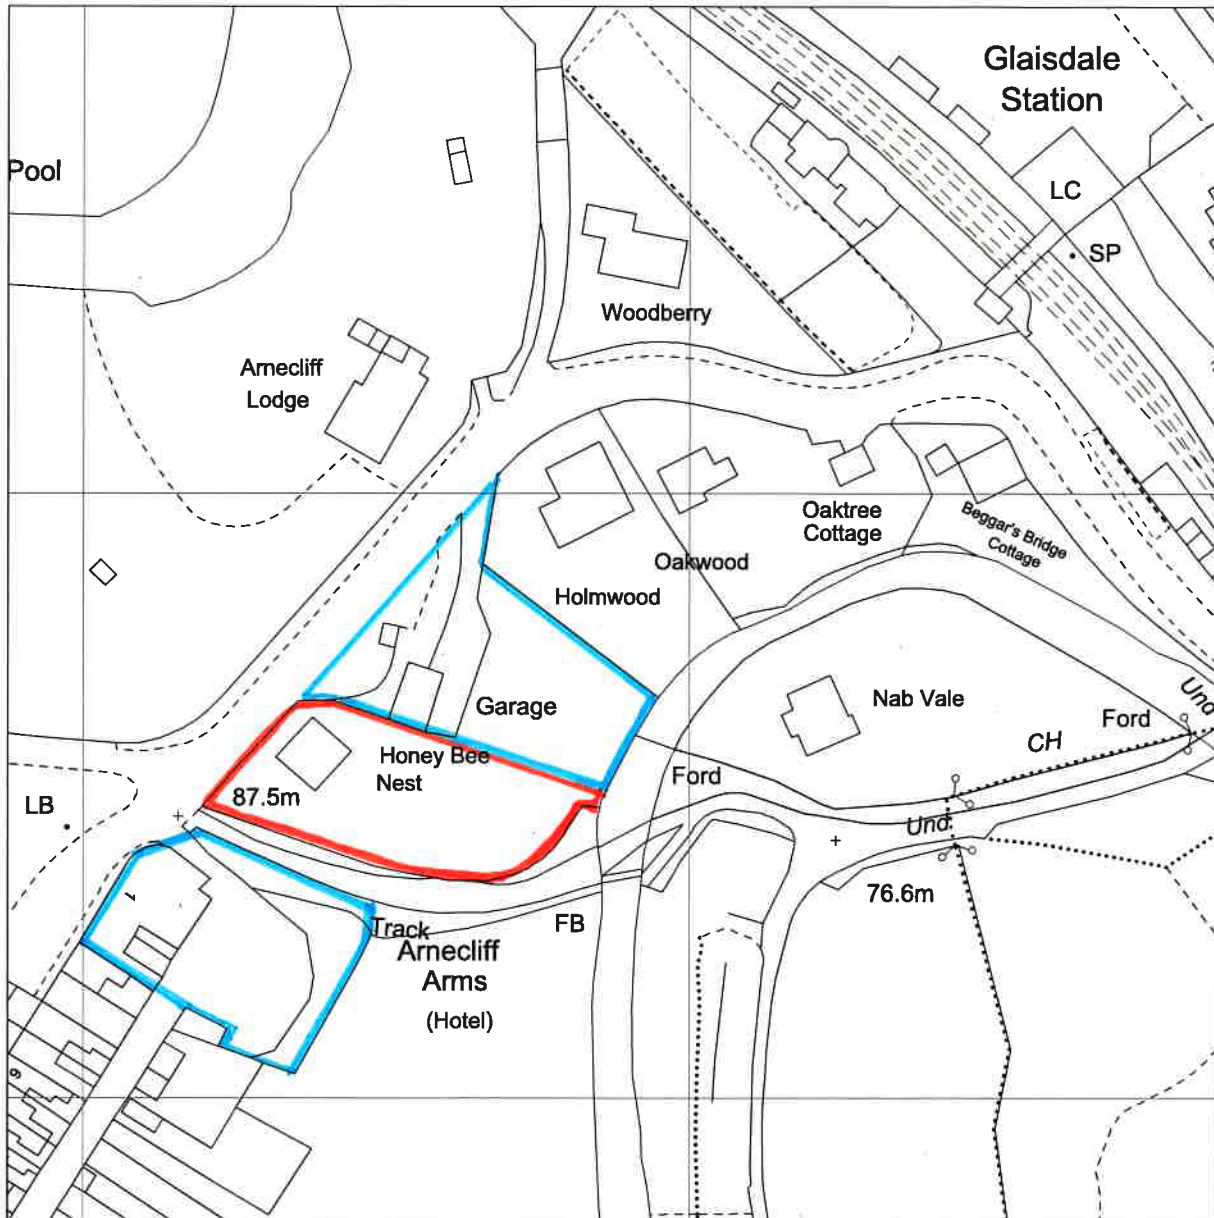 Glaisdale
Station
Pool
LC
SP
Woodberry
Arnecliff
Lodge
Oaktree
Cottage
Beggar's Bridge
Cottage
Oakwood
Holmwood
Garage
Nab Vale
Und
Ford
CH
Honey Bee
Nest
Ford
87.5m
LB
Und
76.6m
1
FB
Track
Arnecliff
Arms
(Hotel)
9